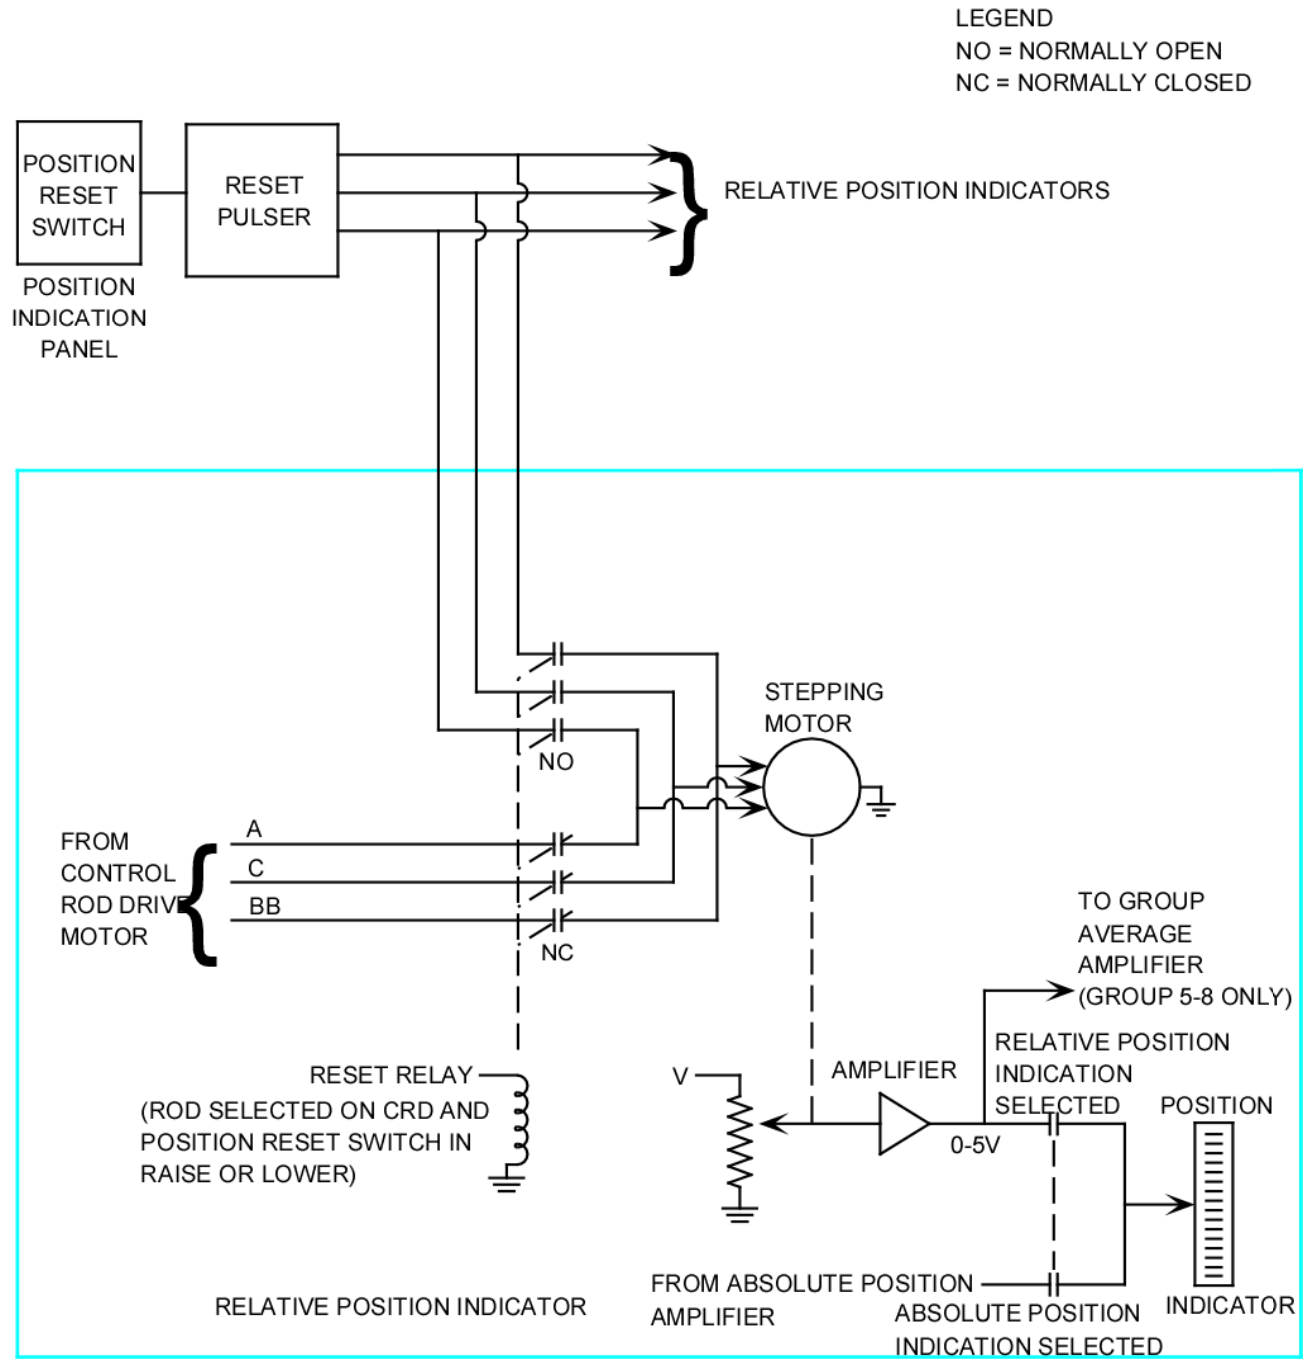 LEGEND
NO = NORMALLY OPEN
NC = NORMALLY CLOSED
POSITION
RESET
SWITCH
RESET
PULSER
RELATIVE POSITION INDICATORS
POSITION
INDICATION
PANEL
STEPPING
MOTOR
NO
FROM
CONTROL
ROD DRIVE
MOTOR
A
C
BB
NC
TO GROUP
AVERAGE
AMPLIFIER
(GROUP 5-8 ONLY)
RELATIVE POSITION
INDICATION
SELECTED
RESET RELAY
(ROD SELECTED ON CRD AND
POSITION RESET SWITCH IN
RAISE OR LOWER)
V
AMPLIFIER
0-5V
POSITION
INDICATOR
FROM ABSOLUTE POSITION
AMPLIFIER
ABSOLUTE POSITION
INDICATION SELECTED
RELATIVE POSITION INDICATOR